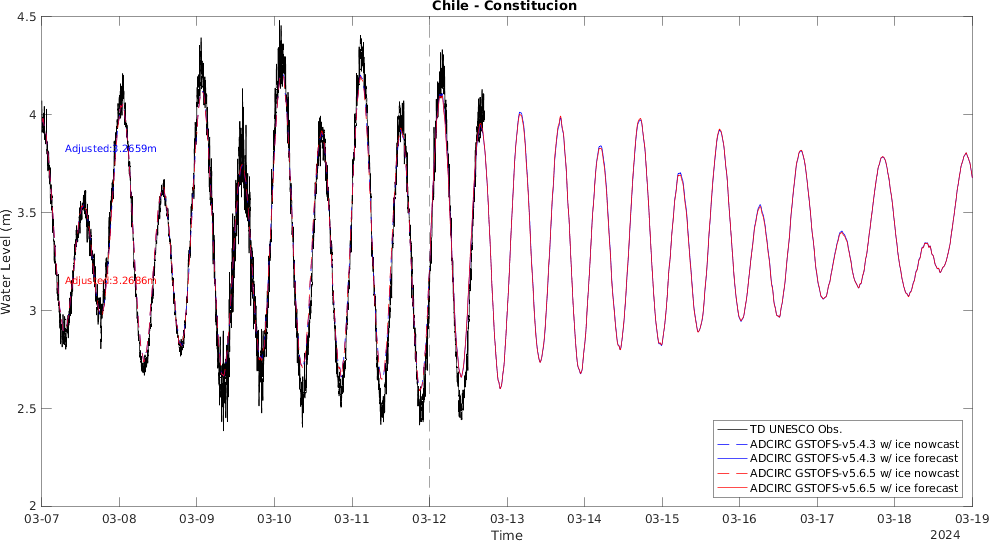 Chile - Constitucion
4.5
4
3.5
3
2.5
2
Water Level (m)
Adjusted:3.2659m
Adjusted:3.2686m
TD UNESCO Obs.
ADCIRC GSTOFS-v5.4.3 w/ ice nowcast
ADCIRC GSTOFS-v5.4.3 w/ ice forecast
ADCIRC GSTOFS-v5.6.5 w/ ice nowcast
ADCIRC GSTOFS-v5.6.5 w/ ice forecast
03-07 03-08 03-09 03-10 03-11 03-12 03-13 03-14 03-15 03-16 03-17 03-18 03-19
Time
2024